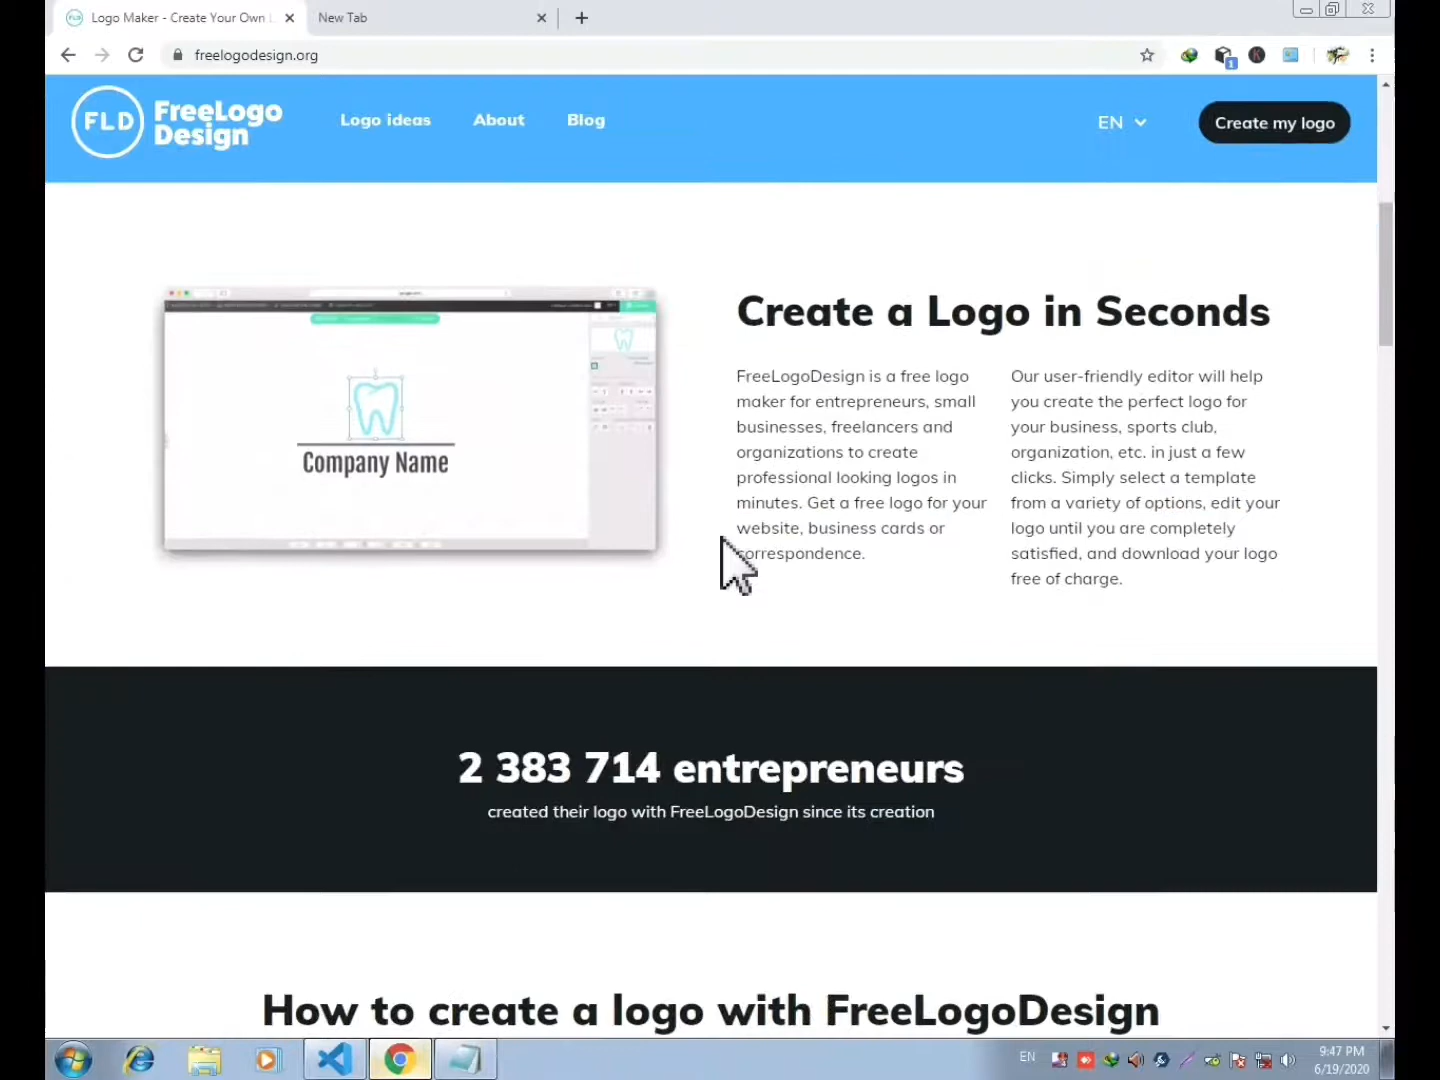 Logo Maker - Create Your Own L
New Tab
freelogodesign.org
FLD
FreeLogo
Design
Logo ideas
About
Blog
EN
Create my logo
Company Name
Create a Logo in Seconds
FreeLogoDesign is a free logo
maker for entrepreneurs, small
businesses, freelancers and
organizations to create
professional looking logos in
minutes. Get a free logo for your
website, business cards or
correspondence.
Our user-friendly editor will help
you create the perfect logo for
your business, sports club,
organization, etc. in just a few
clicks. Simply select a template
from a variety of options, edit your
logo until you are completely
satisfied, and download your logo
free of charge.
2 383 714 entrepreneurs
created their logo with FreeLogoDesign since its creation
How to create a logo with FreeLogoDesign
EN
9:47 PM
6/19/2020